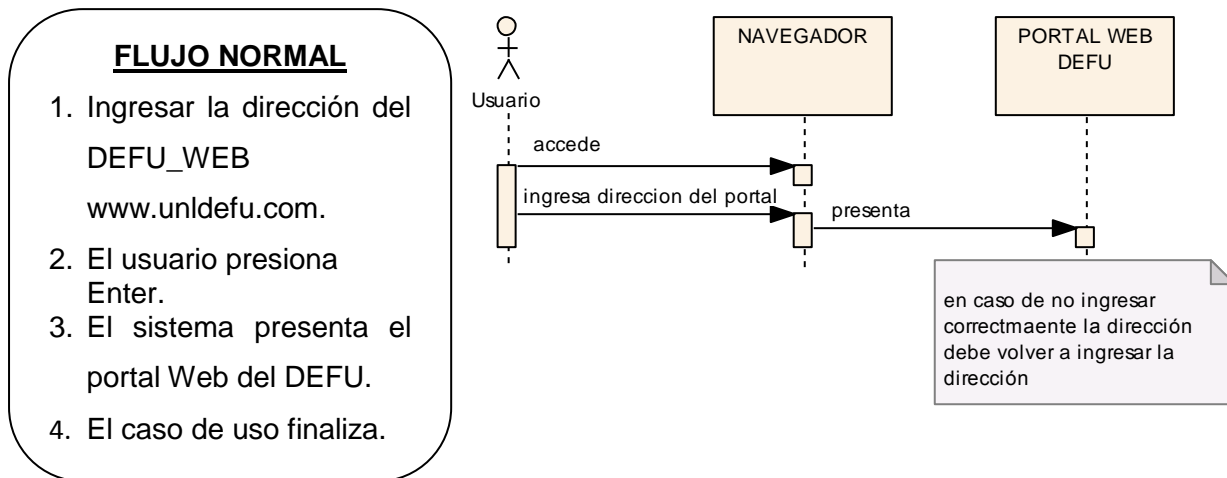 FLUJO NORMAL
1. Ingresar la dirección del
DEFU_WEB
www.unldefu.com.
2. El usuario presiona
Enter.
3. El sistema presenta el
portal Web del DEFU.
4. El caso de uso finaliza.
Usuario
NAVEGADOR
PORTAL WEB
DEFU
accede
ingresa direccion del portal
presenta
en caso de no ingresar
correctmaente la dirección
debe volver a ingresar la
dirección